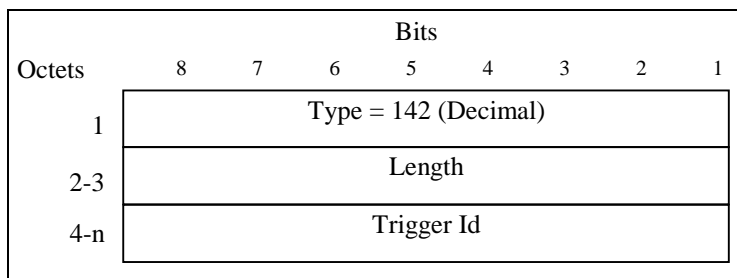 Bits
Octets 8 7 6 5 4 3 2 1
1 Type = 142 (Decimal)
2-3 Length
4-n Trigger Id